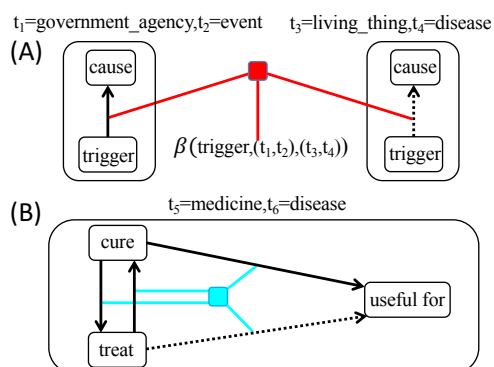 t₁=government_agency,t₂=event
t₃=living_thing,t₄=disease
(A)
cause
cause
trigger
β(trigger,(t₁,t₂),(t₃,t₄))
trigger
(B)
t₅=medicine,t₆=disease
cure
useful for
treat